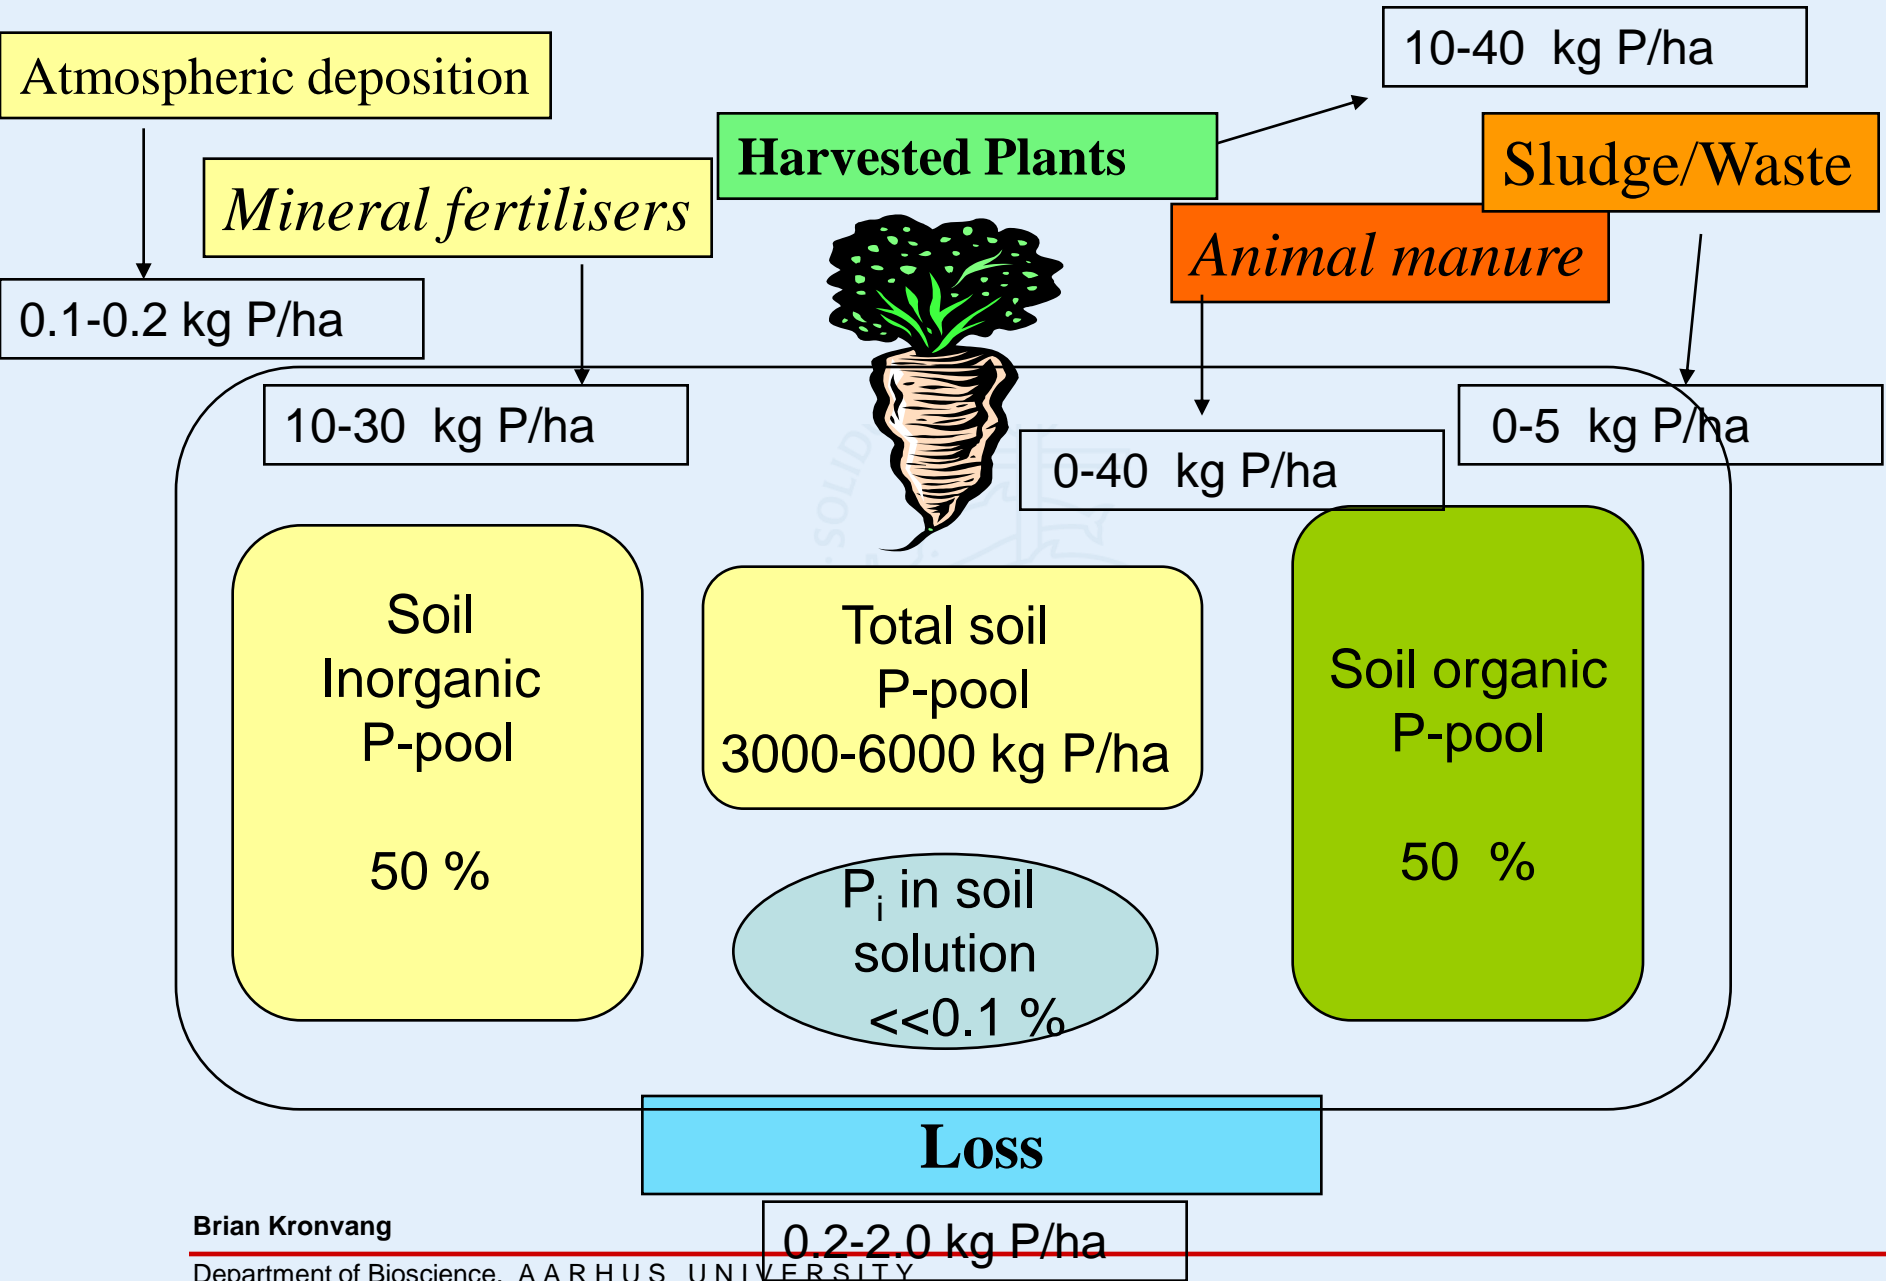 10-40 kg P/ha
Atmospheric deposition
Harvested Plants
Sludge/Waste
Mineral fertilisers
Animal manure
0.1-0.2 kg P/ha
10-30 kg P/ha
0-40 kg P/ha
0-5 kg P/ha
Soil
Inorganic
P-pool
50 %
Total soil
P-pool
3000-6000 kg P/ha
Soil organic
P-pool
50 %
Pi in soil
solution
<<0.1 %
Loss
0.2-2.0 kg P/ha
Brian Kronvang
Department of Bioscience, AARHUS UNIVERSITY